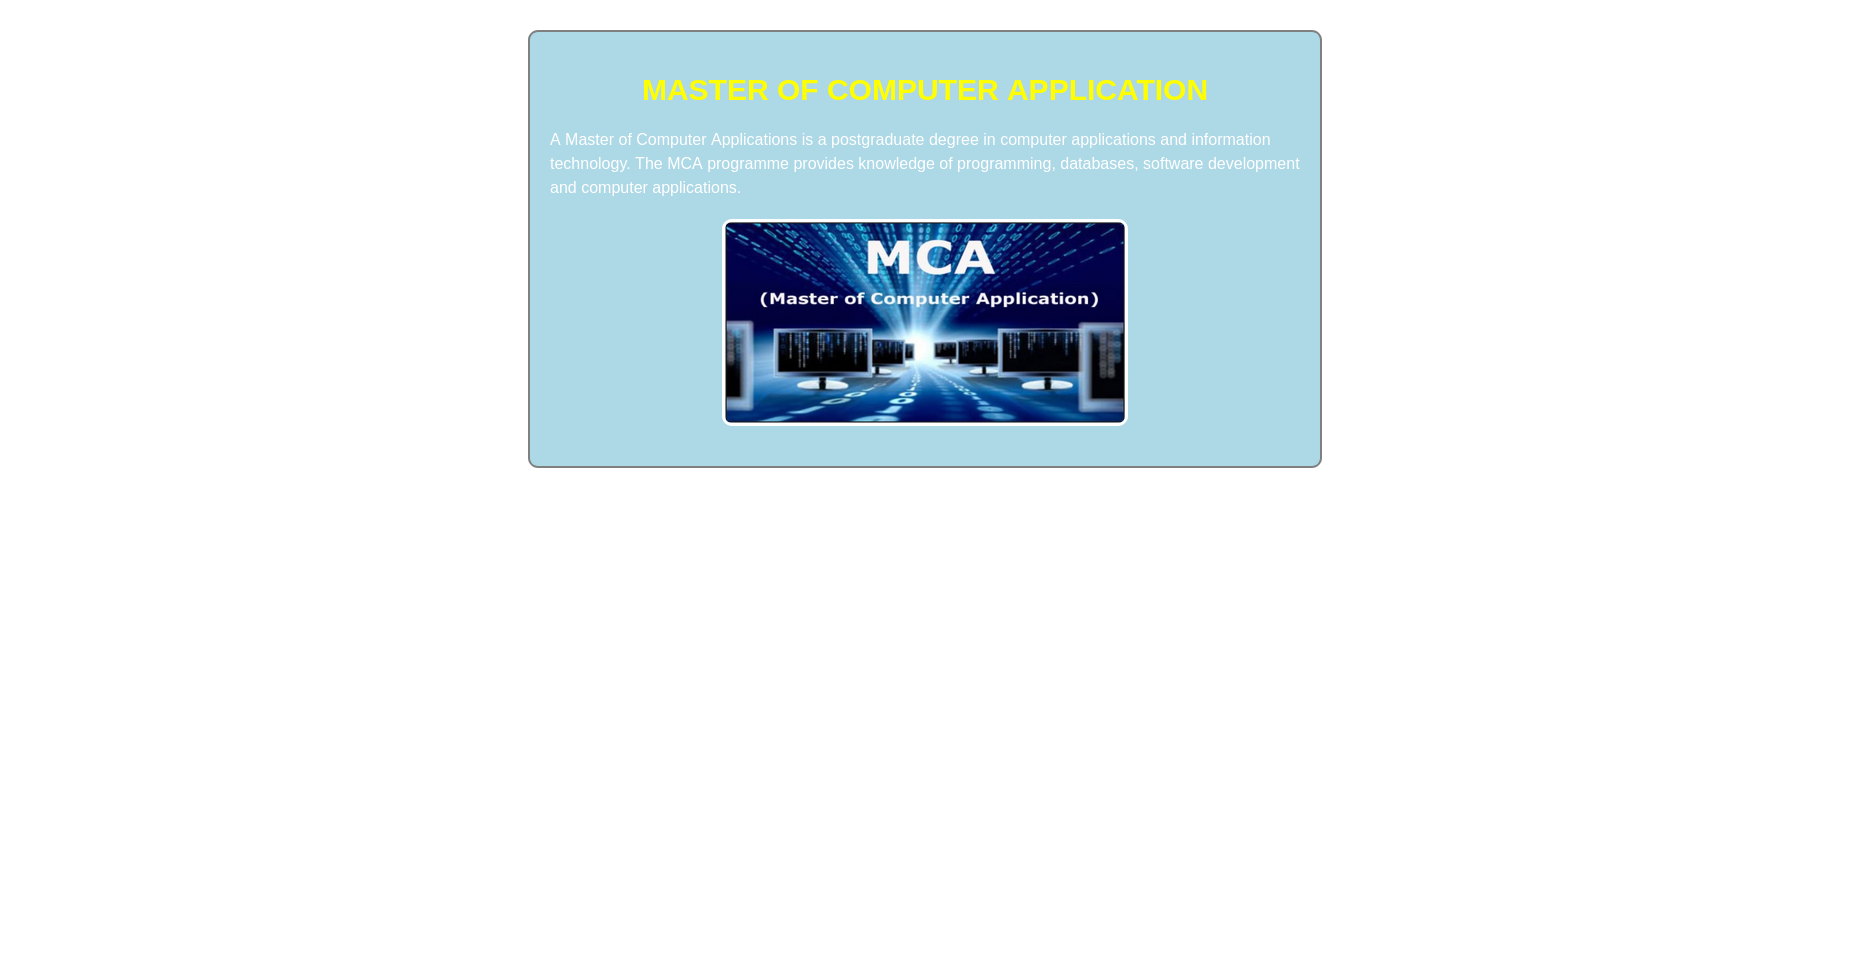 MASTER OF COMPUTER APPLICATION
A Master of Computer Applications is a postgraduate degree in computer applications and information
technology. The MCA programme provides knowledge of programming, databases, software development
and computer applications.
MCA
(Master of Computer Application)